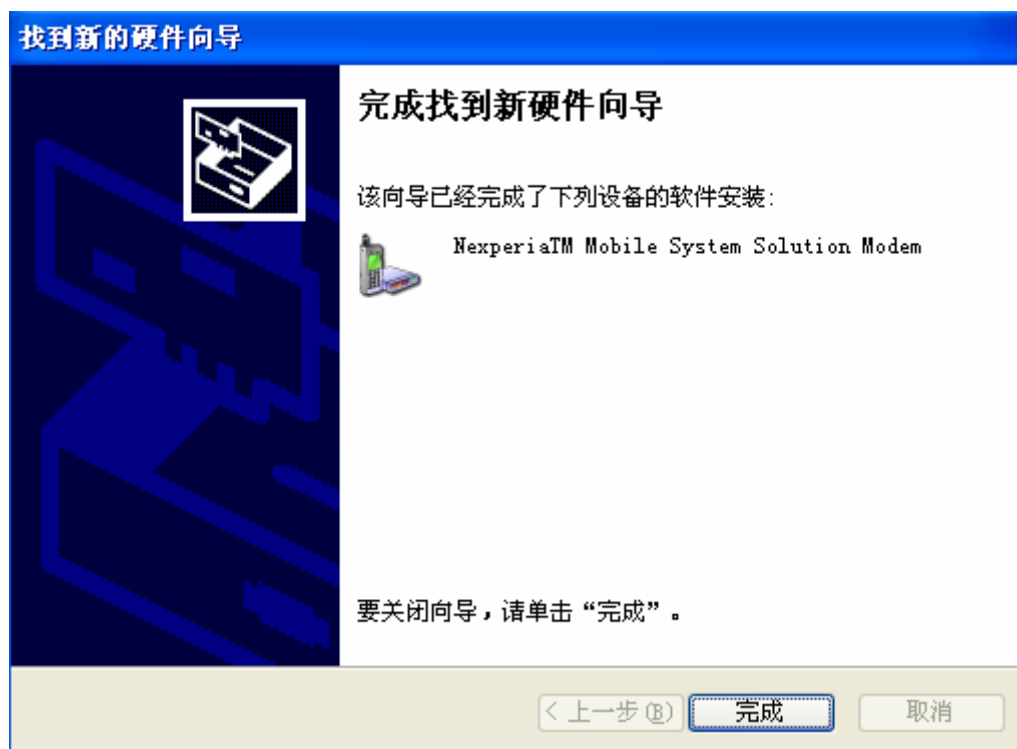 找到新的硬件向导
完成找到新硬件向导
该向导已经完成了下列设备的软件安装:
NexperiaTM Mobile System Solution Modem
要关闭向导，请单击“完成”。
< 上一步(B)
完成
取消